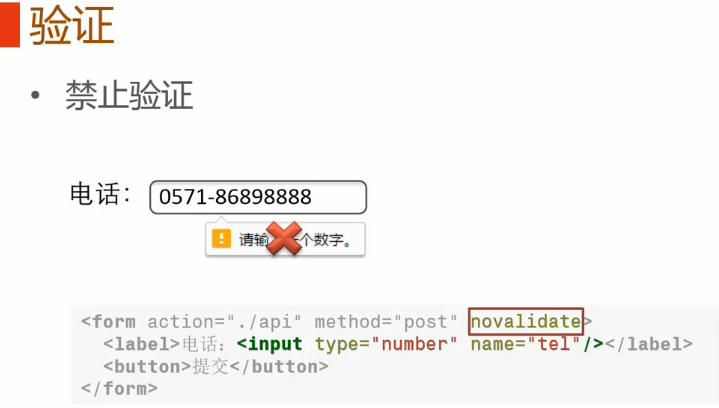 验证
• 禁止验证
电话： 0571-86898888
请输 个数字。
<form action="./api" method="post" novalidate>
<label>电话：<input type="number" name="tel"/></label>
<button>提交</button>
</form>